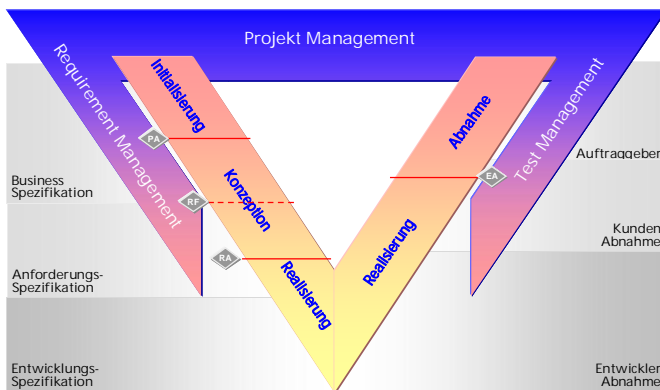 Projekt Management
Requirement Management
Initialisierung
Abnahme
Test Management
PA
Auftraggeber
EA
Business
Spezifikation
Konzeption
RF
Kunden
Abnahme
Realisierung
RA
Realisierung
Anforderungs-
Spezifikation
Entwicklungs-
Spezifikation
Entwickler
Abnahme